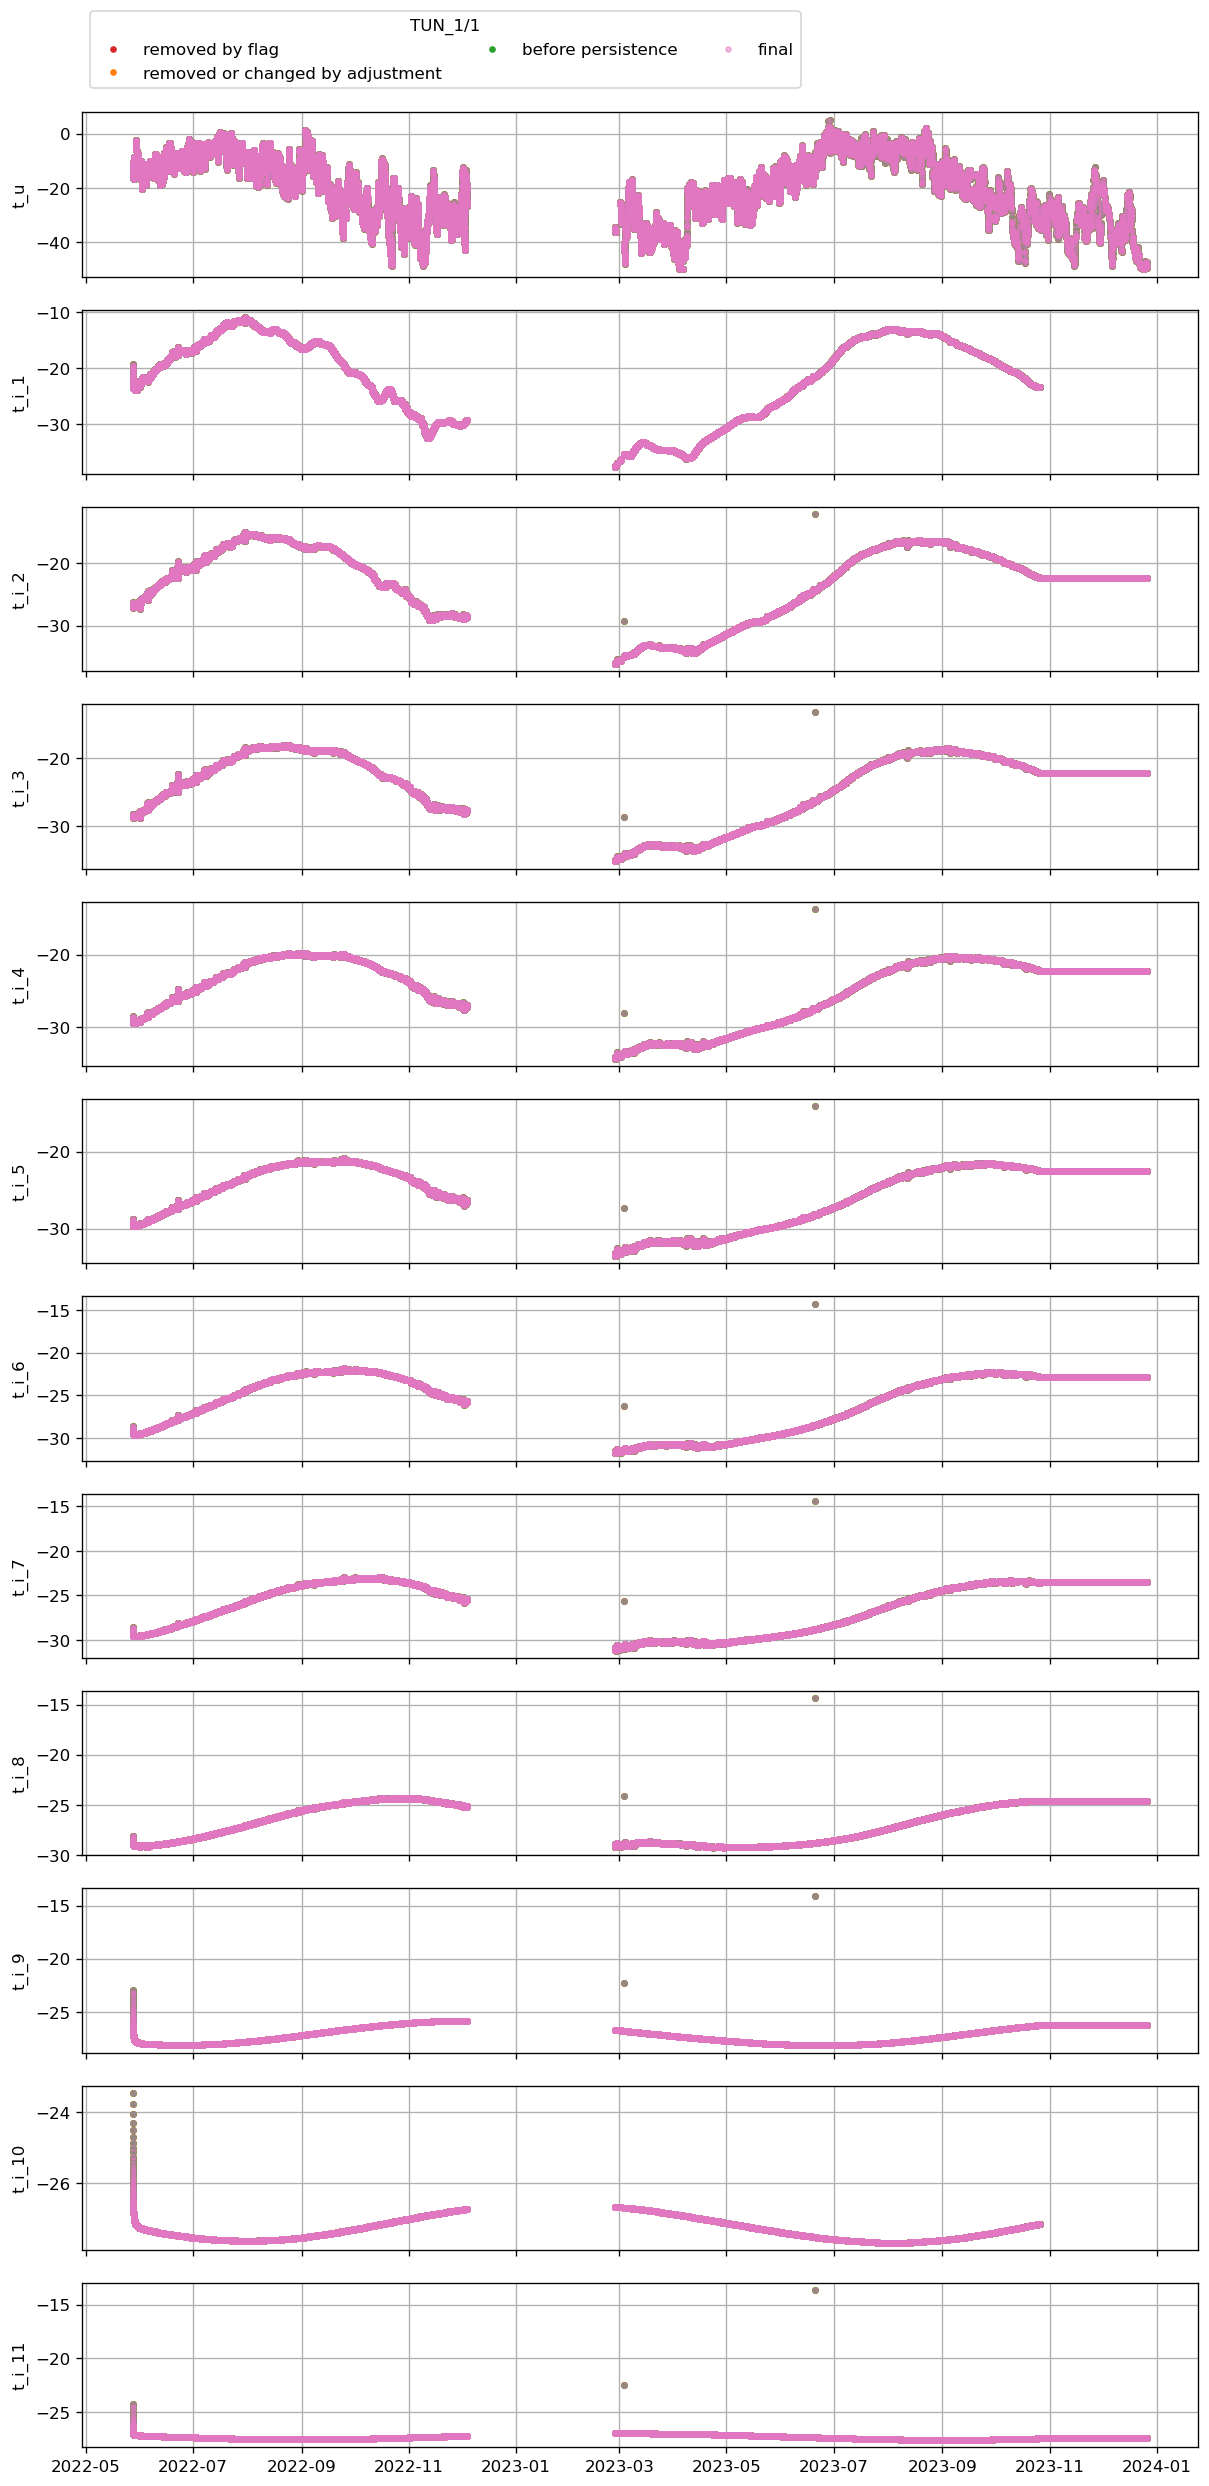 TUN_1/1
removed by flag
before persistence
final
removed or changed by adjustment
0
−20
−40
t_u
−10
−20
−30
t_i_1
−20
−30
t_i_2
−20
−30
t_i_3
−20
−30
t_i_4
−20
−30
t_i_5
−15
−20
−25
−30
t_i_6
−15
−20
−25
−30
t_i_7
−15
−20
−25
−30
t_i_8
−15
−20
−25
t_i_9
−24
−26
t_i_10
−15
−20
−25
t_i_11
2022-05 2022-07 2022-09 2022-11 2023-01 2023-03 2023-05 2023-07 2023-09 2023-11 2024-01